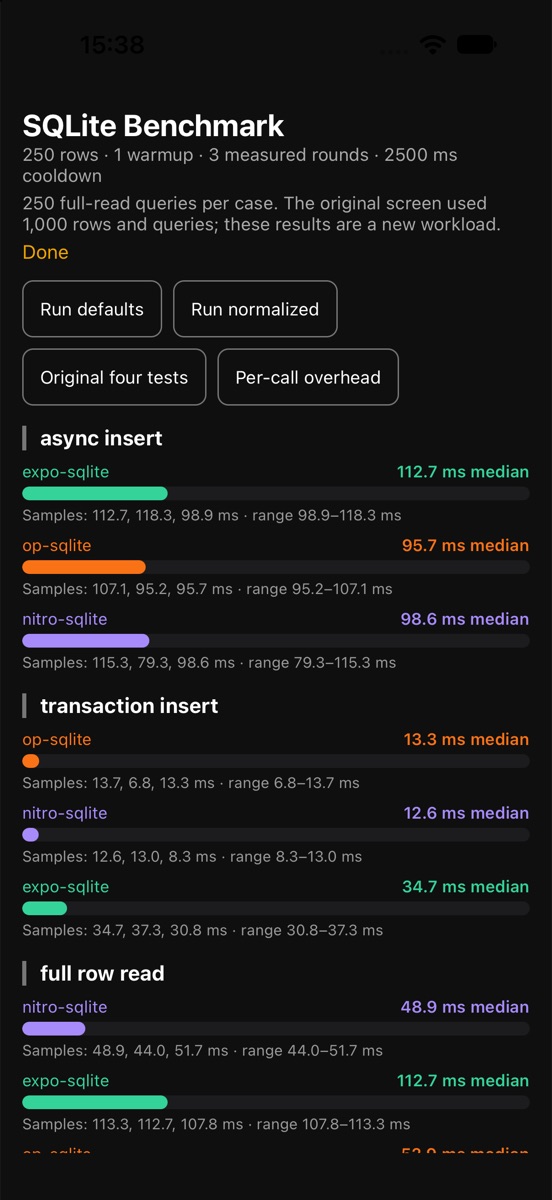 15:38
SQLite Benchmark
250 rows · 1 warmup · 3 measured rounds · 2500 ms
cooldown
250 full-read queries per case. The original screen used
1,000 rows and queries; these results are a new workload.
Done
Run defaults
Run normalized
Original four tests
Per-call overhead
async insert
expo-sqlite 112.7 ms median
Samples: 112.7, 118.3, 98.9 ms · range 98.9–118.3 ms
op-sqlite 95.7 ms median
Samples: 107.1, 95.2, 95.7 ms · range 95.2–107.1 ms
nitro-sqlite 98.6 ms median
Samples: 115.3, 79.3, 98.6 ms · range 79.3–115.3 ms
transaction insert
op-sqlite 13.3 ms median
Samples: 13.7, 6.8, 13.3 ms · range 6.8–13.7 ms
nitro-sqlite 12.6 ms median
Samples: 12.6, 13.0, 8.3 ms · range 8.3–13.0 ms
expo-sqlite 34.7 ms median
Samples: 34.7, 37.3, 30.8 ms · range 30.8–37.3 ms
full row read
nitro-sqlite 48.9 ms median
Samples: 48.9, 44.0, 51.7 ms · range 44.0–51.7 ms
expo-sqlite 112.7 ms median
Samples: 113.3, 112.7, 107.8 ms · range 107.8–113.3 ms
op-sqlite ms median